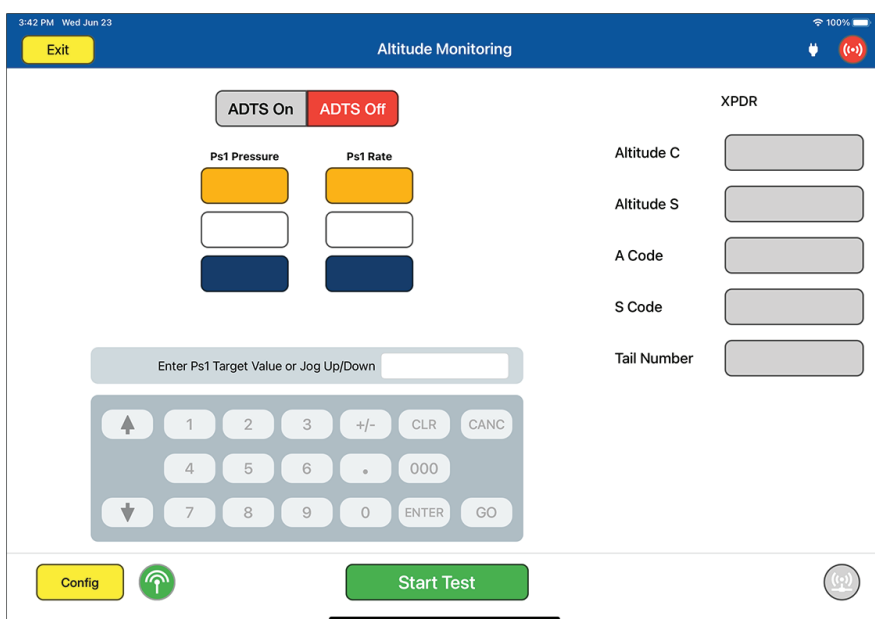 3:42 PM Wed Jun 23
100%
Exit
Altitude Monitoring
ADTS On
ADTS Off
XPDR
Ps1 Pressure
Ps1 Rate
Altitude C
Altitude S
A Code
S Code
Tail Number
Enter Ps1 Target Value or Jog Up/Down
1 2 3 +/- CLR CANC
4 5 6 . 000
7 8 9 0 ENTER GO
Config
Start Test